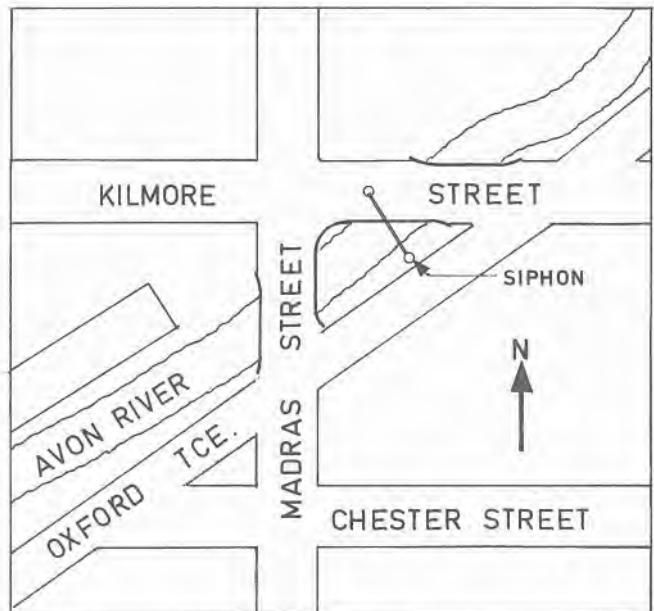 KILMORE STREET
SIPHON
MADRAS STREET
N
AVON RIVER
OXFORD TCE.
CHESTER STREET